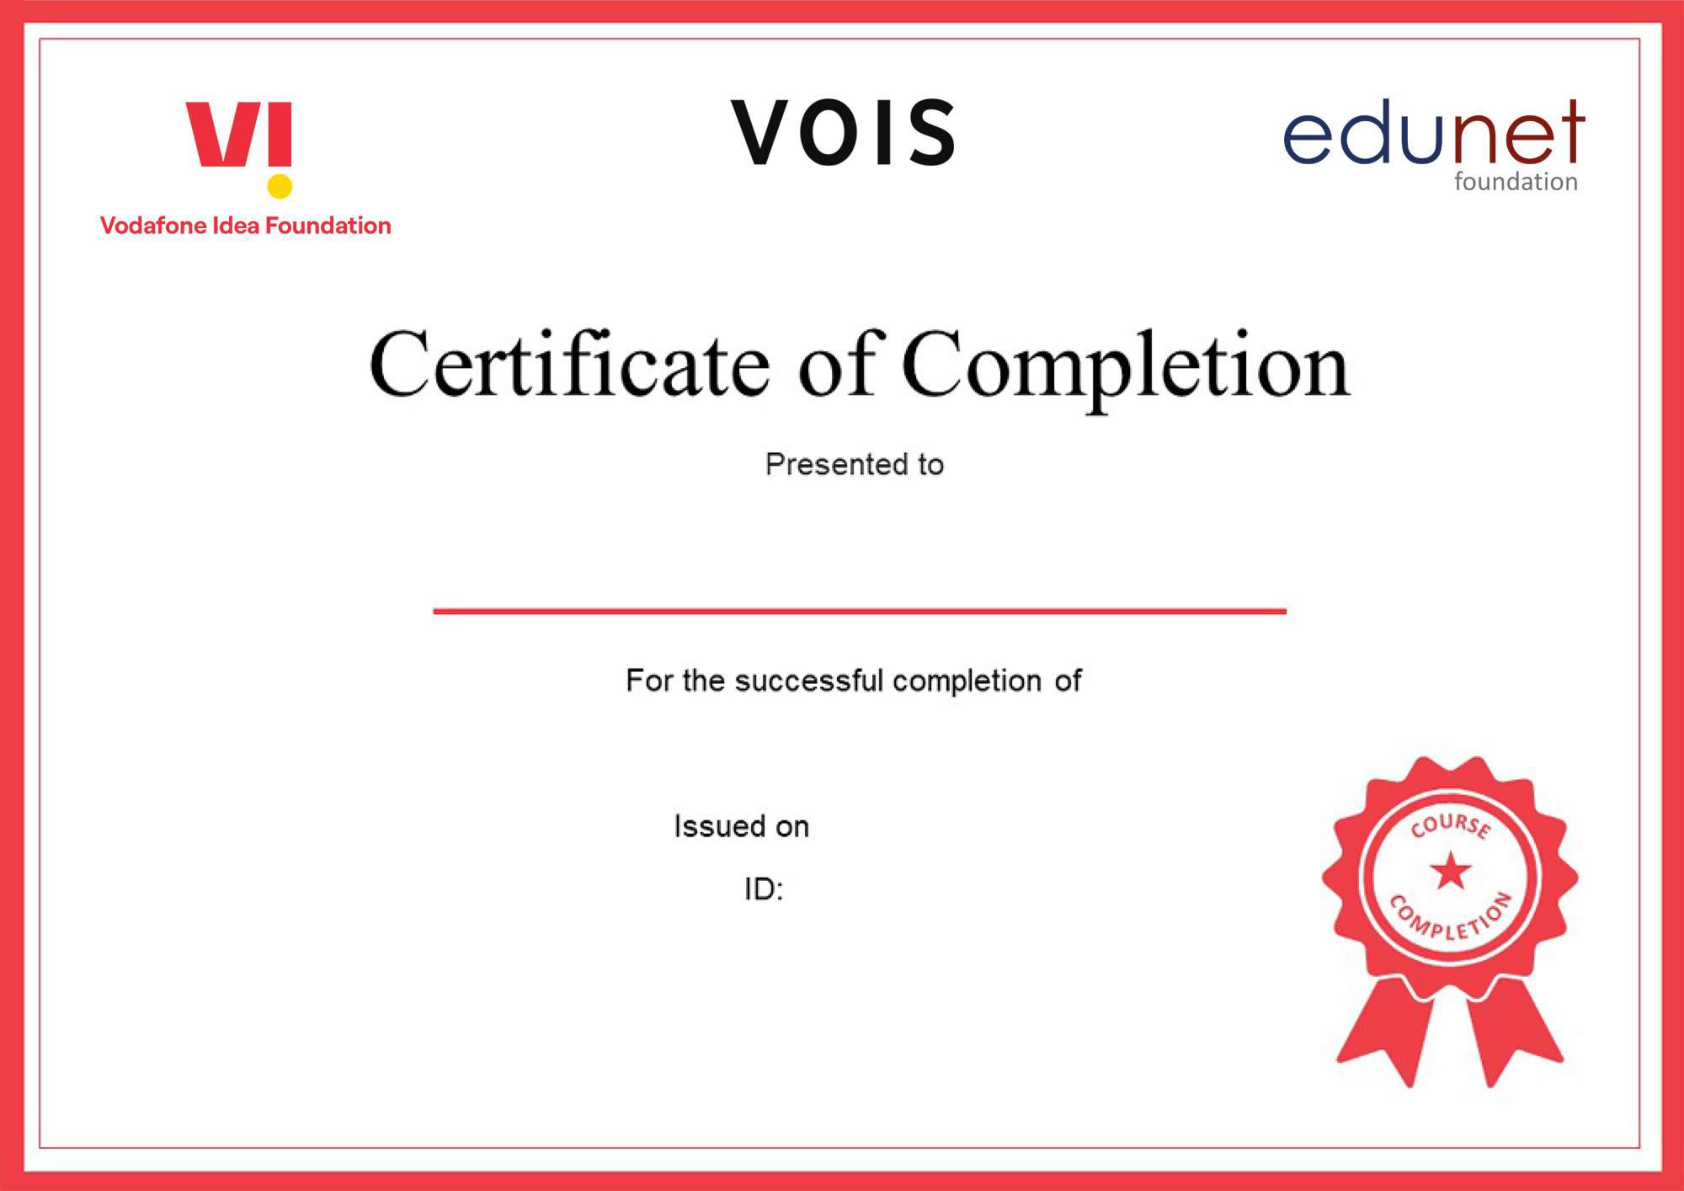 VI
Vodafone Idea Foundation
VOIS
edunet
foundation
Certificate of Completion
Presented to
For the successful completion of
Issued on
ID:
COURSE
COMPLETION